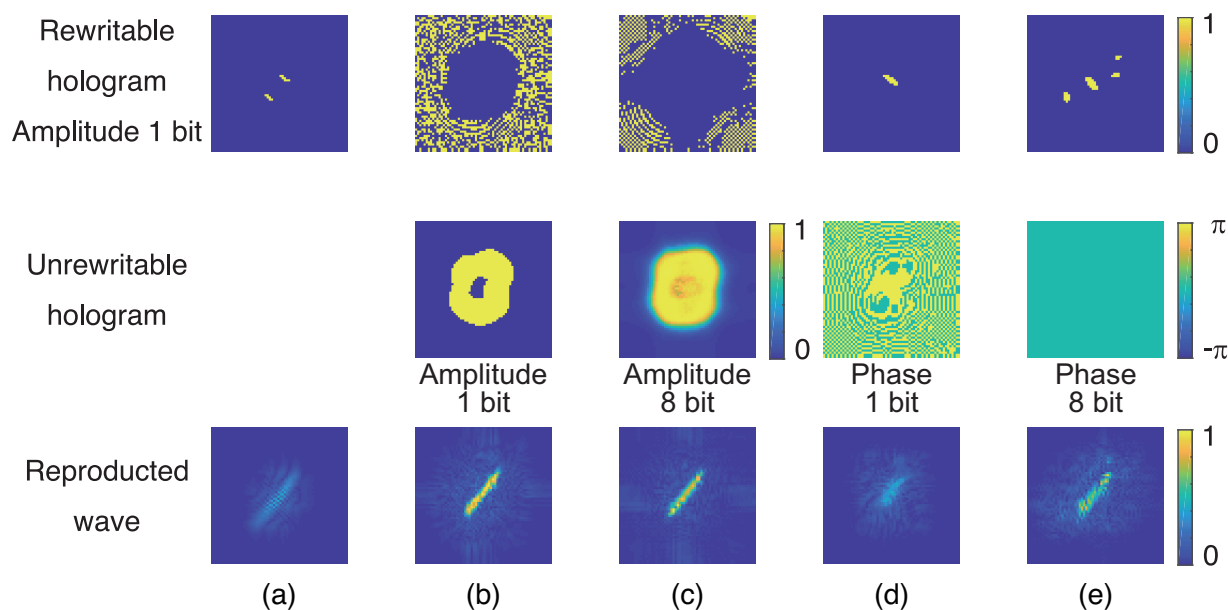 Rewritable
hologram
Amplitude 1 bit
1
0
Unrewritable
hologram
1
0
π
-π
Amplitude
1 bit
Amplitude
8 bit
Phase
1 bit
Phase
8 bit
Reproducted
wave
1
0
(a)
(b)
(c)
(d)
(e)